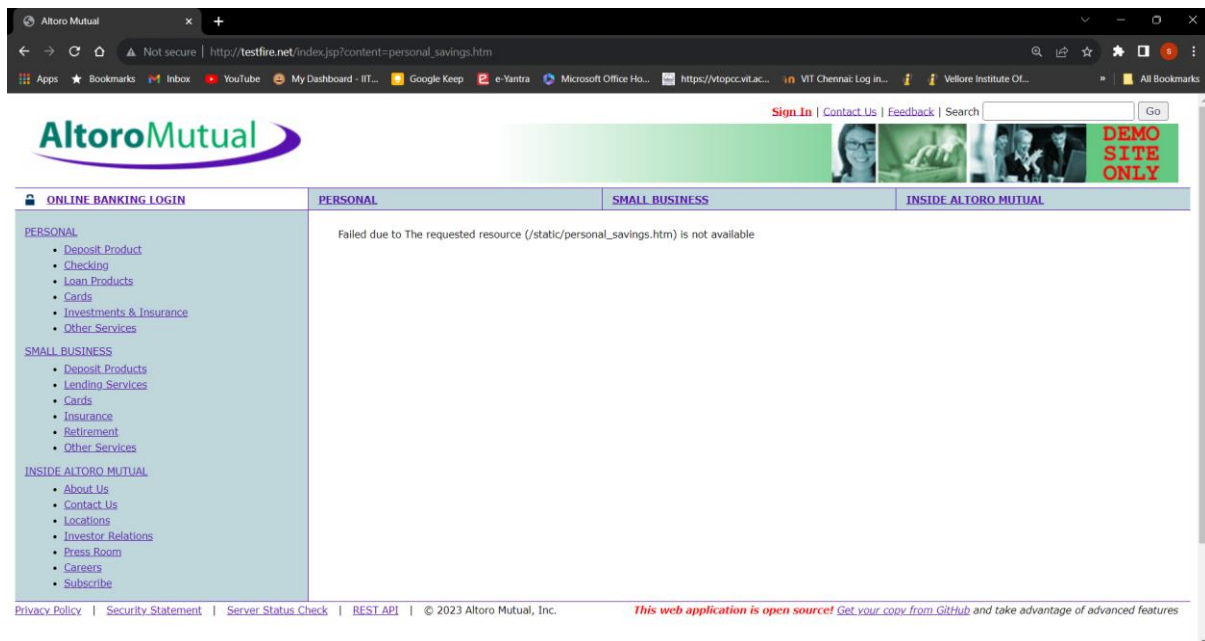 Altoro Mutual
Not secure | http://testfire.net/index.jsp?content=personal_savings.htm
Apps Bookmarks Inbox YouTube My Dashboard - IIT... Google Keep e-Yantra Microsoft Office Ho... https://vtopcc.vit.ac... VIT Chennai: Log in... Vellore Institute Of... » All Bookmarks
Sign In | Contact Us | Feedback | Search Go
AltoroMutual
DEMO
SITE
ONLY
ONLINE BANKING LOGIN PERSONAL SMALL BUSINESS INSIDE ALTORO MUTUAL
PERSONAL
Deposit Product
Checking
Loan Products
Cards
Investments & Insurance
Other Services
SMALL BUSINESS
Deposit Products
Lending Services
Cards
Insurance
Retirement
Other Services
INSIDE ALTORO MUTUAL
About Us
Contact Us
Locations
Investor Relations
Press Room
Careers
Subscribe
Failed due to The requested resource (/static/personal_savings.htm) is not available
Privacy Policy | Security Statement | Server Status Check | REST API | © 2023 Altoro Mutual, Inc. This web application is open source! Get your copy from GitHub and take advantage of advanced features